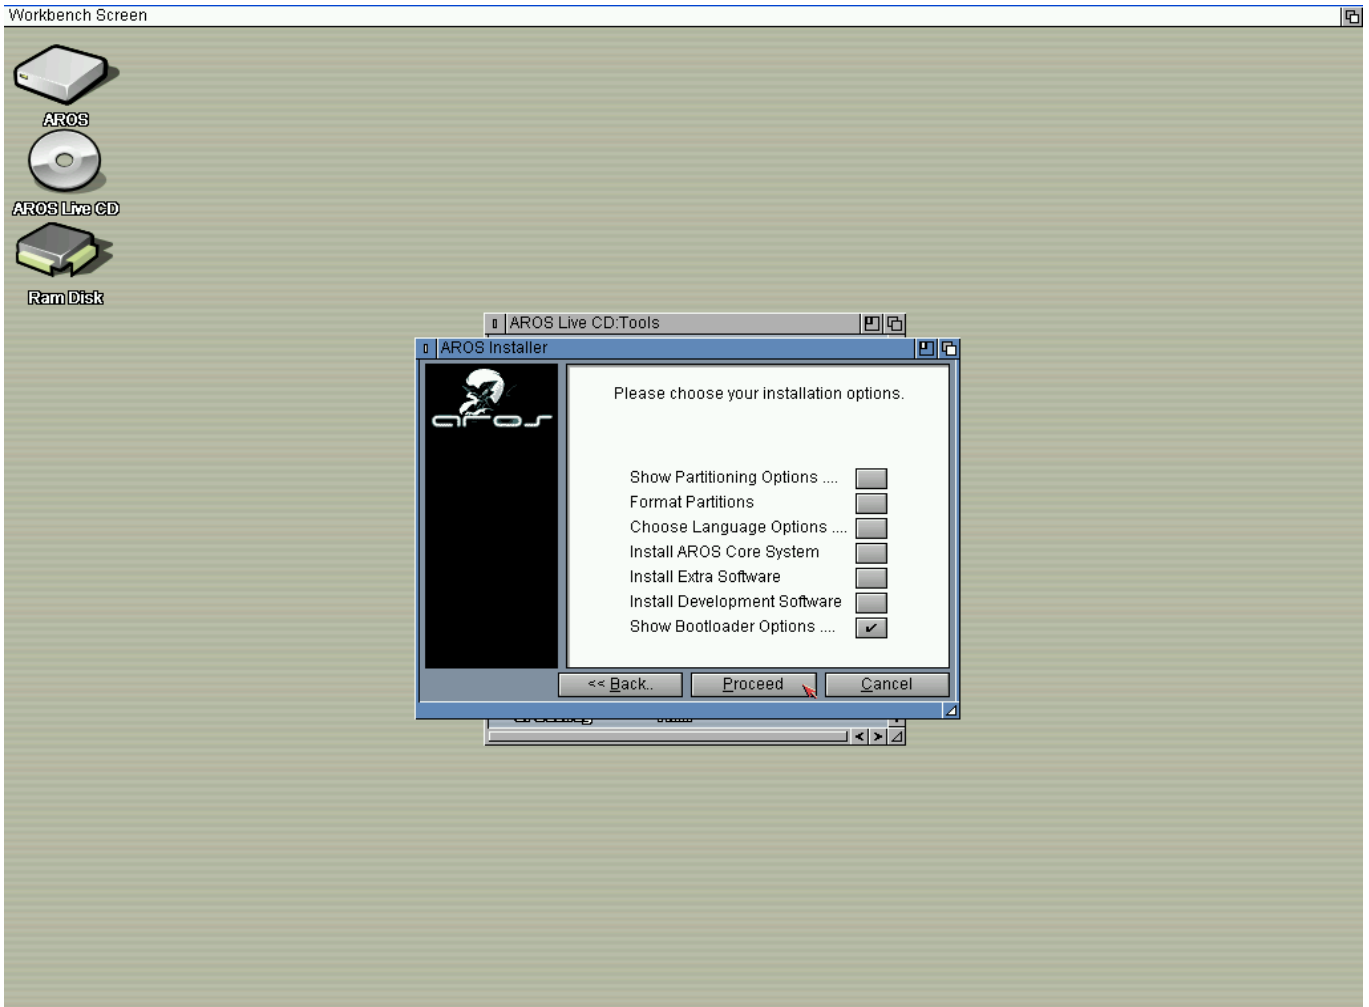 Workbench Screen
AROS
AROS Live CD
Ram Disk
AROS Live CD:Tools
AROS Installer
aros
Please choose your installation options.
Show Partitioning Options ....
Format Partitions
Choose Language Options ....
Install AROS Core System
Install Extra Software
Install Development Software
Show Bootloader Options ....
<< Back.. Proceed Cancel